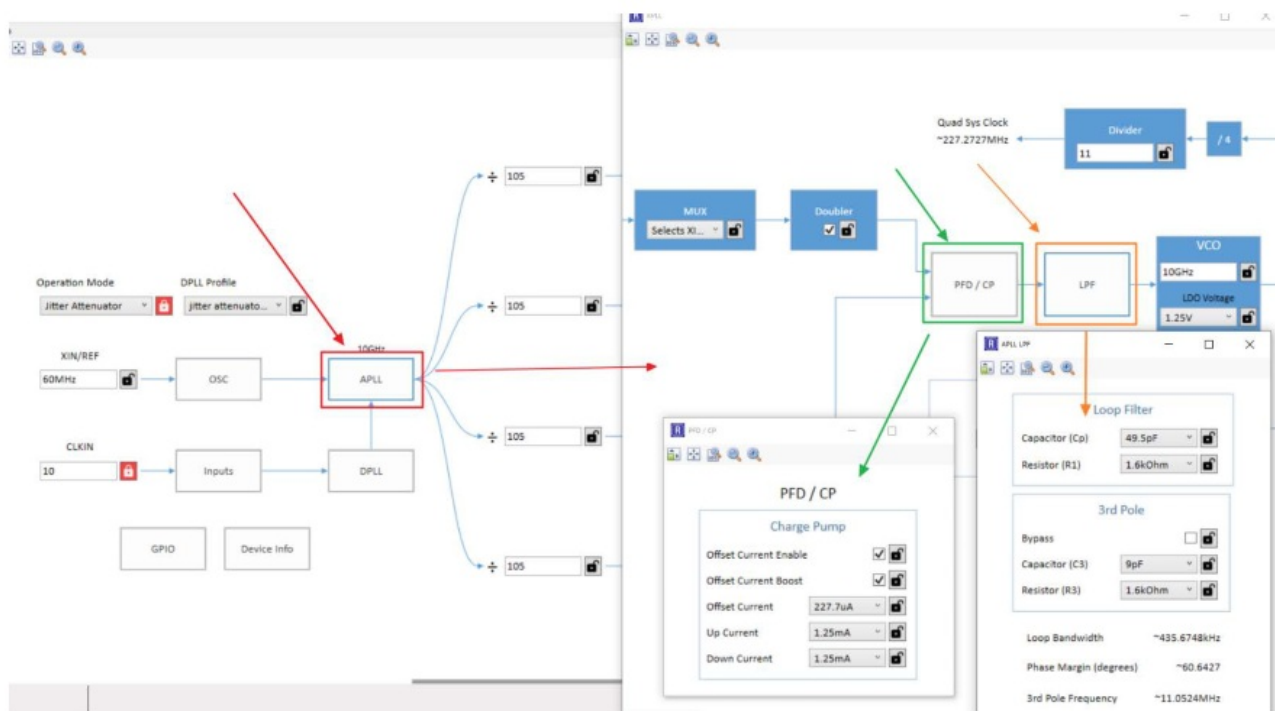 APLL
Quad Sys Clock
~227.2727MHz
Divider
11
/ 4
÷ 105
MUX
Selects XI...
Doubler
VCO
10GHz
LDO Voltage
1.25V
PFD / CP
LPF
Operation Mode
Jitter Attenuator
DPLL Profile
jitter attenuato...
÷ 105
10GHz
XIN/REF
60MHz
OSC
APLL
÷ 105
CLKIN
10
Inputs
DPLL
GPIO
Device Info
÷ 105
PFD / CP
PFD / CP
Charge Pump
Offset Current Enable
Offset Current Boost
Offset Current 227.7uA
Up Current 1.25mA
Down Current 1.25mA
APLL LPF
Loop Filter
Capacitor (Cp) 49.5pF
Resistor (R1) 1.6kOhm
3rd Pole
Bypass
Capacitor (C3) 9pF
Resistor (R3) 1.6kOhm
Loop Bandwidth ~435.6748kHz
Phase Margin (degrees) ~60.6427
3rd Pole Frequency ~11.0524MHz